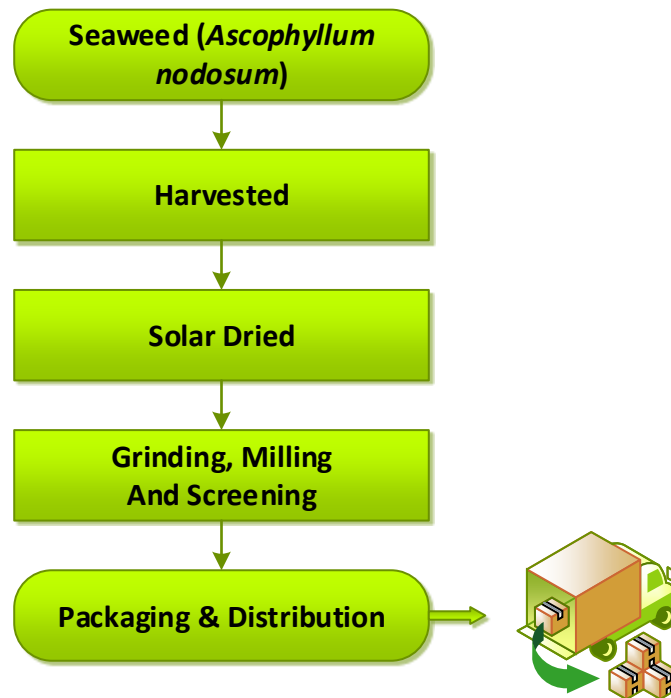 Seaweed (Ascophyllum
nodosum)
Harvested
Solar Dried
Grinding, Milling
And Screening
Packaging & Distribution